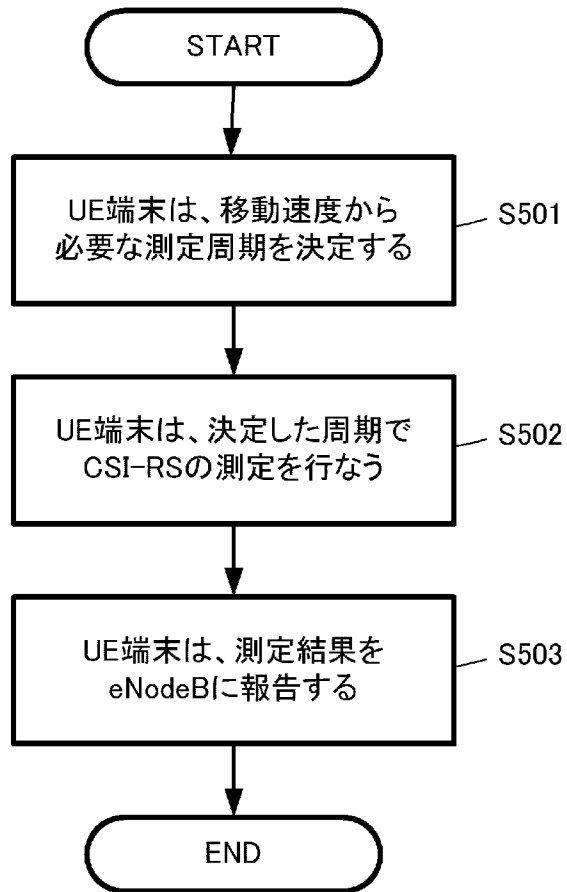 START
UE端末は、移動速度から
必要な測定周期を決定する
S501
UE端末は、決定した周期で
CSI-RSの測定を行なう
S502
UE端末は、測定結果を
eNodeBに報告する
S503
END